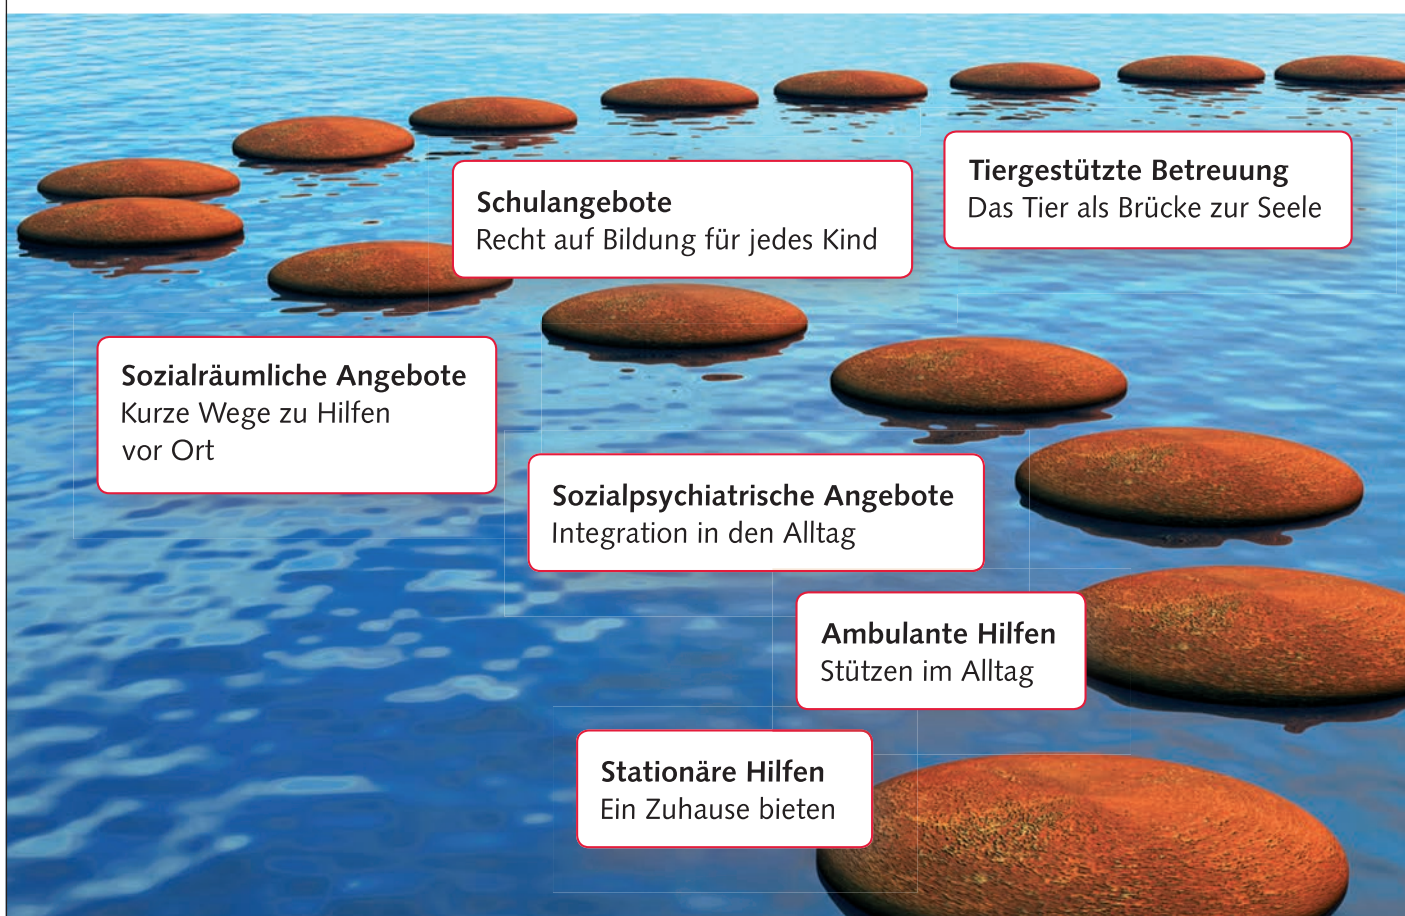 Tiergestützte Betreuung
Das Tier als Brücke zur Seele
Schulangebote
Recht auf Bildung für jedes Kind
Sozialräumliche Angebote
Kurze Wege zu Hilfen
vor Ort
Sozialpsychiatrische Angebote
Integration in den Alltag
Ambulante Hilfen
Stützen im Alltag
Stationäre Hilfen
Ein Zuhause bieten